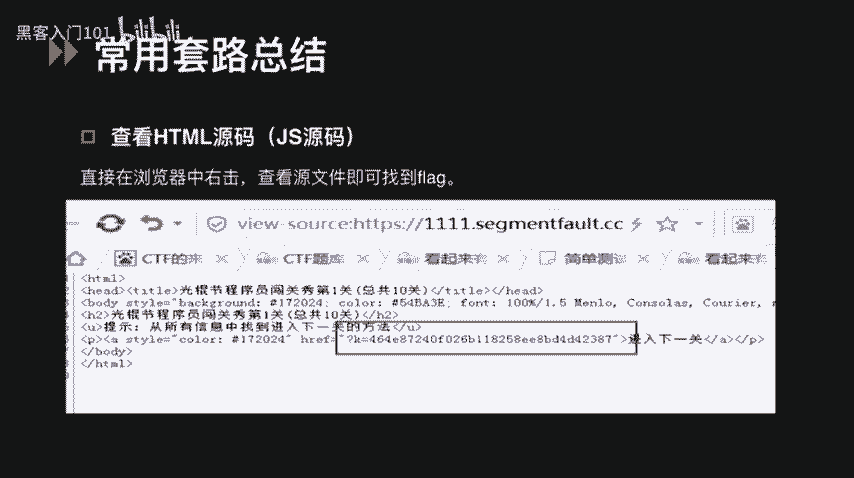 黑客入门101 bilibili
常用套路总结
查看HTML源码（JS源码）
直接在浏览器中右击，查看源文件即可找到flag。
view-source:https://1111.segmentfault.cc
CTF的来 CTF题库 看起来 简单测 看起来
<html>
<head><title>光棍节程序员闯关秀第1关(总共10关)</title></head>
<body style="background: #172024; color: #54BA3E; font: 100%/1.5 Menlo, Consolas, Courier,
<h2>光棍节程序员闯关秀第1关(总共10关)</h2>
<u>提示: 从所有信息中找到进入下一关的方法</u>
<p><a style="color: #172024" href="?k=464e87240f026b118258ee8bd4d42387">进入下一关</a></p>
</body>
</html>